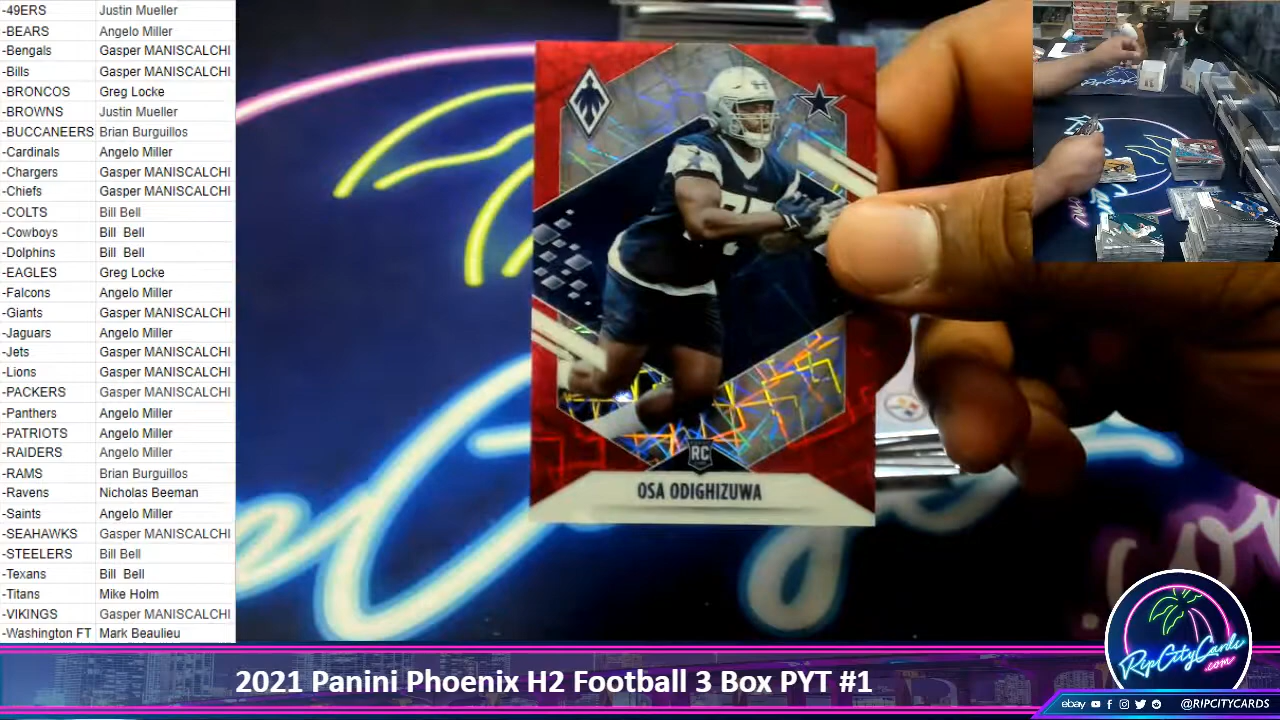 -49ERS Justin Mueller
-BEARS Angelo Miller
-Bengals Gasper MANISCALCHI
-Bills Gasper MANISCALCHI
-BRONCOS Greg Locke
-BROWNS Justin Mueller
-BUCCANEERS Brian Burguillos
-Cardinals Angelo Miller
-Chargers Gasper MANISCALCHI
-Chiefs Gasper MANISCALCHI
-COLTS Bill Bell
-Cowboys Bill Bell
-Dolphins Bill Bell
-EAGLES Greg Locke
-Falcons Angelo Miller
-Giants Gasper MANISCALCHI
-Jaguars Angelo Miller
-Jets Gasper MANISCALCHI
-Lions Gasper MANISCALCHI
-PACKERS Gasper MANISCALCHI
-Panthers Angelo Miller
-PATRIOTS Angelo Miller
-RAIDERS Angelo Miller
-RAMS Brian Burguillos
-Ravens Nicholas Beeman
-Saints Angelo Miller
-SEAHAWKS Gasper MANISCALCHI
-STEELERS Bill Bell
-Texans Bill Bell
-Titans Mike Holm
-VIKINGS Gasper MANISCALCHI
-Washington FT Mark Beaulieu
RC
OSA ODIGHIZUWA
RipCityCards
.com
2021 Panini Phoenix H2 Football 3 Box PYT #1
ebay @RIPCITYCARDS